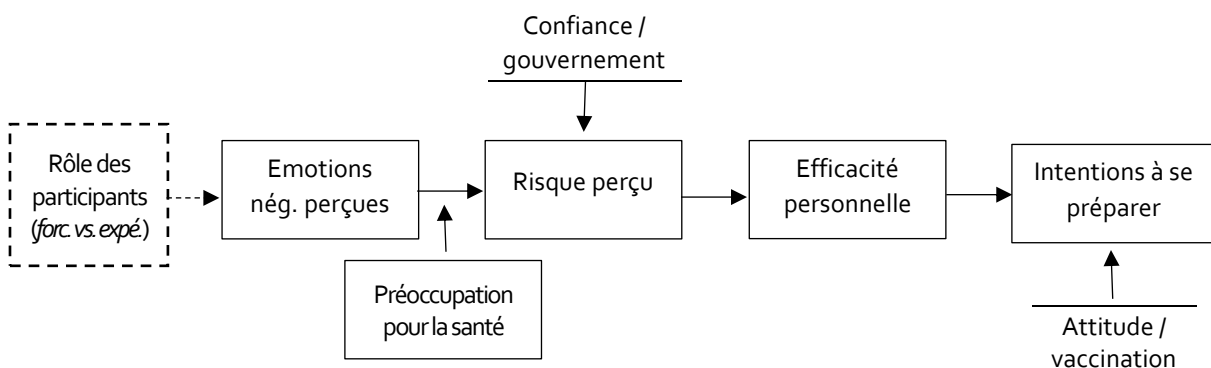 Confiance /
gouvernement
Rôle des
participants
(forc. vs. expé.)
Emotions
nég. perçues
Risque perçu
Efficacité
personnelle
Intentions à se
préparer
Préoccupation
pour la santé
Attitude /
vaccination